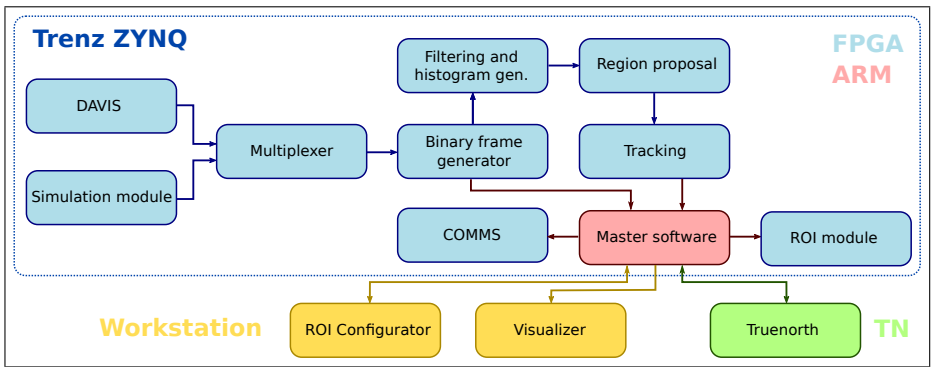 Trenz ZYNQ
FPGA
ARM
Filtering and
histogram gen.
Region proposal
DAVIS
Multiplexer
Binary frame
generator
Tracking
Simulation module
COMMS
Master software
ROI module
Workstation
ROI Configurator
Visualizer
Truenorth
TN